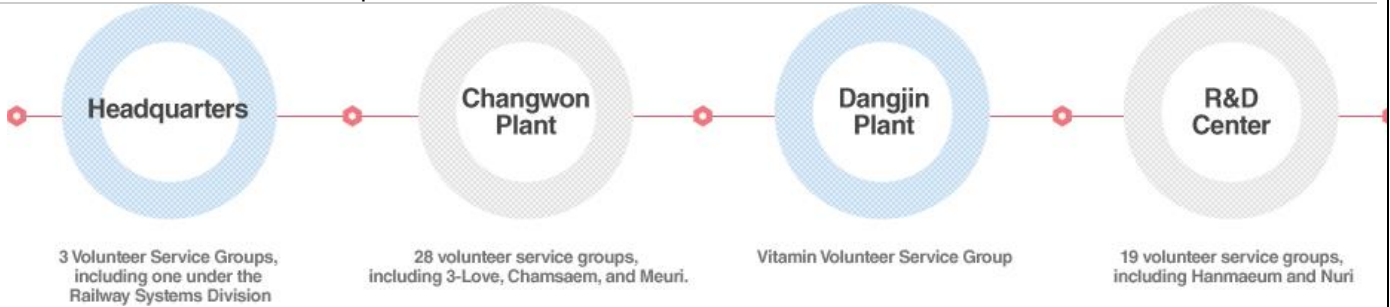 Headquarters
3 Volunteer Service Groups,
including one under the
Railway Systems Division
Changwon
Plant
28 volunteer service groups,
including 3-Love, Chamsaem, and Meuri.
Dangjin
Plant
Vitamin Volunteer Service Group
R&D
Center
19 volunteer service groups,
including Hanmaeum and Nuri